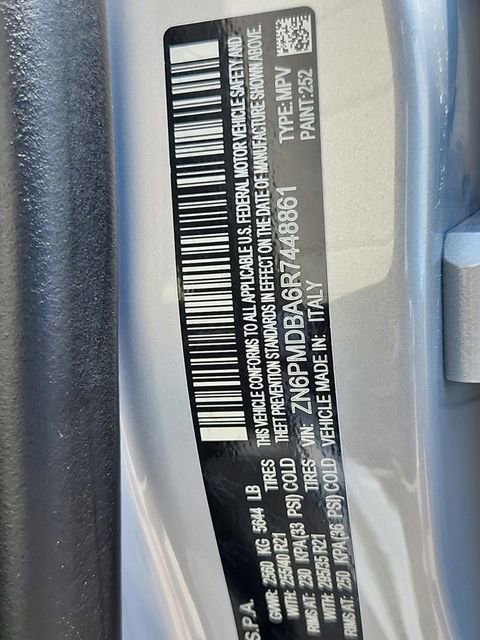 S.P.A.
GVWR: 2560 KG 5644 LB
WITH: 255/40 R21 TIRES
RIMS AT: 230 KPA (33 PSI) COLD
WITH: 295/35 R21 TIRES
RIMS AT: 250 KPA (36 PSI) COLD
THIS VEHICLE CONFORMS TO ALL APPLICABLE U.S. FEDERAL MOTOR VEHICLE SAFETY AND
THEFT PREVENTION STANDARDS IN EFFECT ON THE DATE OF MANUFACTURE SHOWN ABOVE.
VIN: ZN6PMDBA6R7448861 TYPE:MPV
VEHICLE MADE IN: ITALY PAINT:252